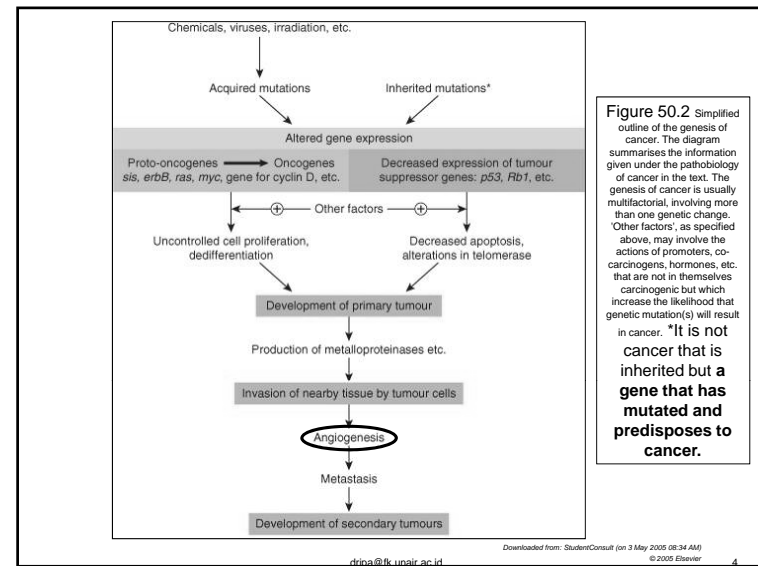 Chemicals, viruses, irradiation, etc.
Acquired mutations
Inherited mutations*
Altered gene expression
Proto-oncogenes Oncogenes
sis, erbB, ras, myc, gene for cyclin D, etc.
Decreased expression of tumour
suppressor genes: p53, Rb1, etc.
+ Other factors +
Uncontrolled cell proliferation,
dedifferentiation
Decreased apoptosis,
alterations in telomerase
Development of primary tumour
Production of metalloproteinases etc.
Invasion of nearby tissue by tumour cells
Angiogenesis
Metastasis
Development of secondary tumours
Figure 50.2 Simplified
outline of the genesis of
cancer. The diagram
summarises the information
given under the pathobiology
of cancer in the text. The
genesis of cancer is usually
multifactorial, involving more
than one genetic change.
'Other factors', as specified
above, may involve the
actions of promoters, co-
carcinogens, hormones, etc.
that are not in themselves
carcinogenic but which
increase the likelihood that
genetic mutation(s) will result
in cancer. *It is not
cancer that is
inherited but a
gene that has
mutated and
predisposes to
cancer.
Downloaded from: StudentConsult (on 3 May 2005 08:34 AM)
© 2005 Elsevier
dripa@fk.unair.ac.id
4